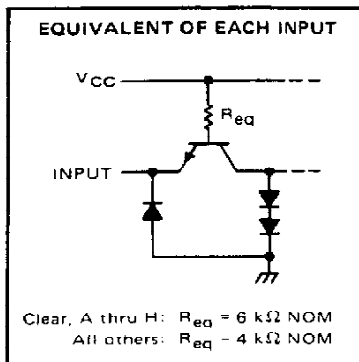 EQUIVALENT OF EACH INPUT
VCC
Req
INPUT
Clear, A thru H: Req = 6 kΩ NOM
All others: Req = 4 kΩ NOM